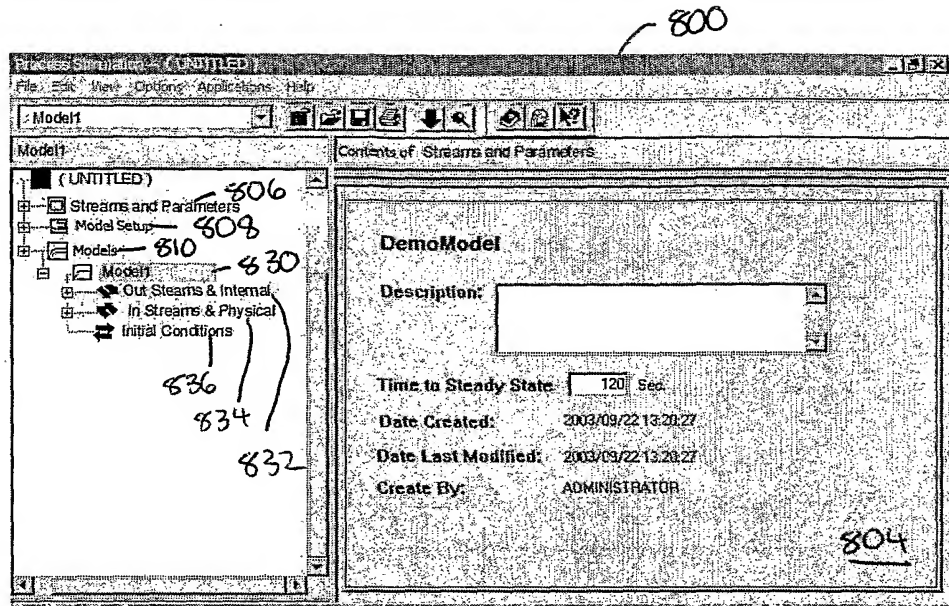 800
Process Simulation - ( UNTITLED )
File Edit View Options Applications Help
: Model1
Model1
Contents of Streams and Parameters
( UNTITLED )
806
Streams and Parameters
Model Setup 808
Models 810
Model1 830
Out Steams & Internal
In Streams & Physical
Initial Conditions
836
834
832
DemoModel
Description:
Time to Steady State 120 Sec.
Date Created: 2003/09/22 13:20:27
Date Last Modified: 2003/09/22 13:20:27
Create By: ADMINISTRATOR
804